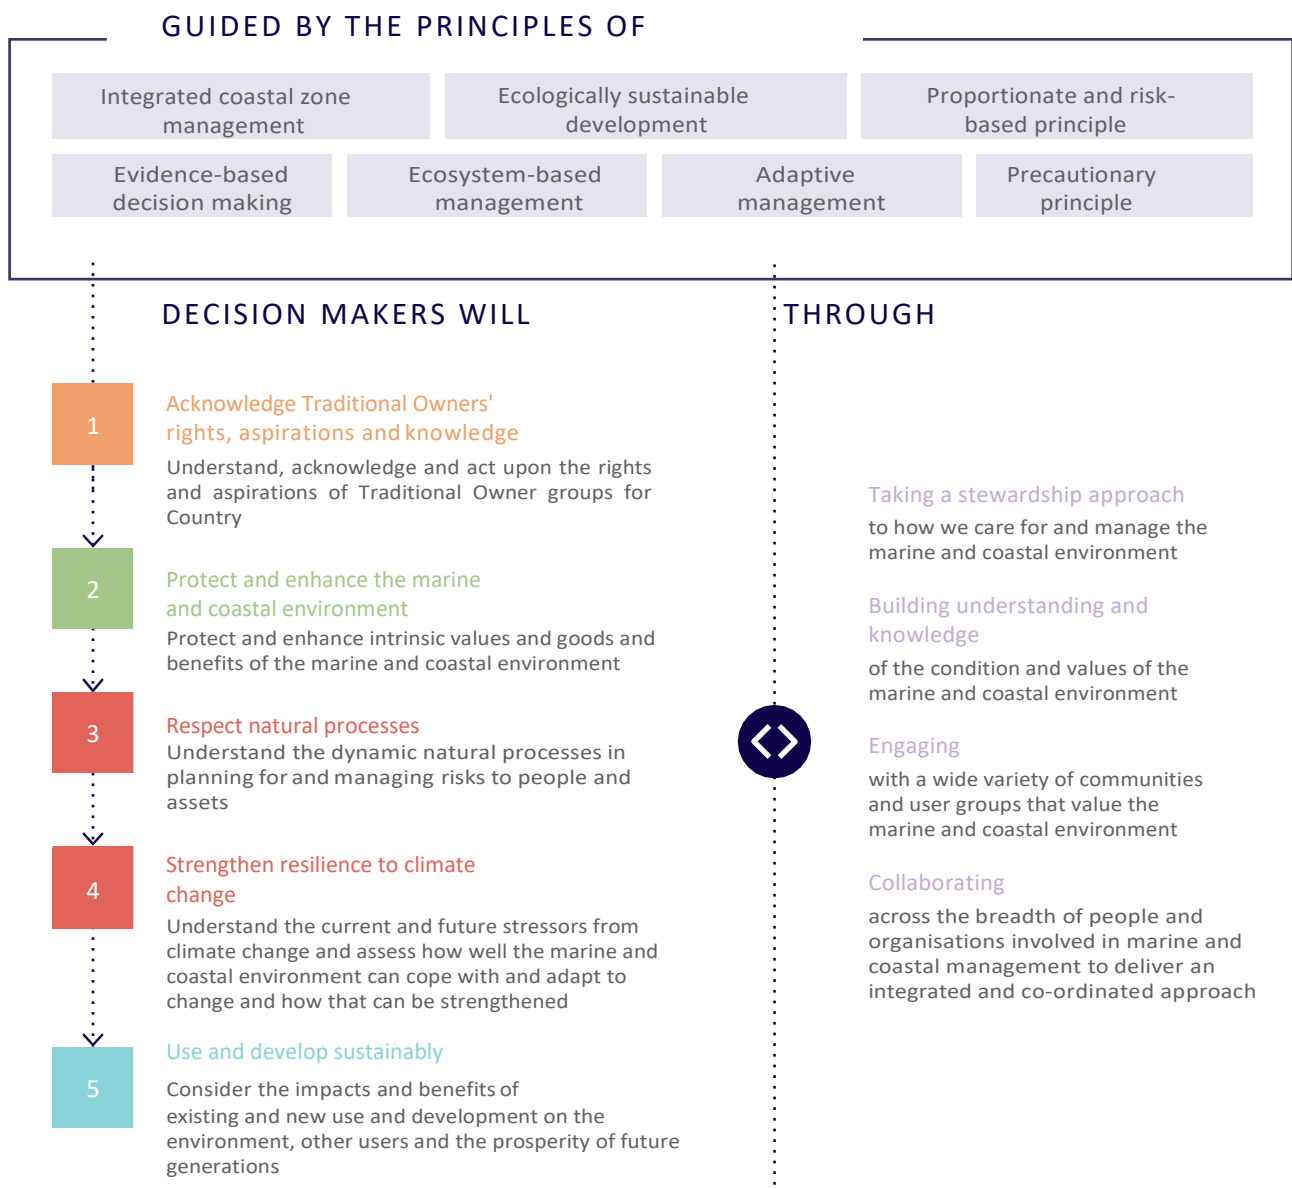 GUIDED BY THE PRINCIPLES OF
Integrated coastal zone
management
Ecologically sustainable
development
Proportionate and risk-
based principle
Evidence-based
decision making
Ecosystem-based
management
Adaptive
management
Precautionary
principle
DECISION MAKERS WILL
1
Acknowledge Traditional Owners'
rights, aspirations and knowledge
Understand, acknowledge and act upon the rights
and aspirations of Traditional Owner groups for
Country
2
Protect and enhance the marine
and coastal environment
Protect and enhance intrinsic values and goods and
benefits of the marine and coastal environment
3
Respect natural processes
Understand the dynamic natural processes in
planning for and managing risks to people and
assets
4
Strengthen resilience to climate
change
Understand the current and future stressors from
climate change and assess how well the marine and
coastal environment can cope with and adapt to
change and how that can be strengthened
5
Use and develop sustainably
Consider the impacts and benefits of
existing and new use and development on the
environment, other users and the prosperity of future
generations
THROUGH
Taking a stewardship approach
to how we care for and manage the
marine and coastal environment
Building understanding and
knowledge
of the condition and values of the
marine and coastal environment
Engaging
with a wide variety of communities
and user groups that value the
marine and coastal environment
Collaborating
across the breadth of people and
organisations involved in marine and
coastal management to deliver an
integrated and co-ordinated approach